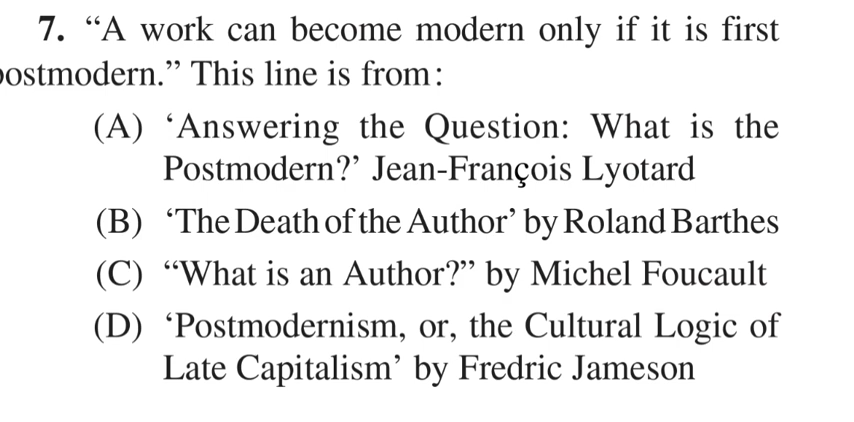 7. “A work can become modern only if it is first
postmodern.” This line is from:
(A) ‘Answering the Question: What is the
Postmodern?’ Jean-François Lyotard
(B) ‘The Death of the Author’ by Roland Barthes
(C) “What is an Author?” by Michel Foucault
(D) ‘Postmodernism, or, the Cultural Logic of
Late Capitalism’ by Fredric Jameson